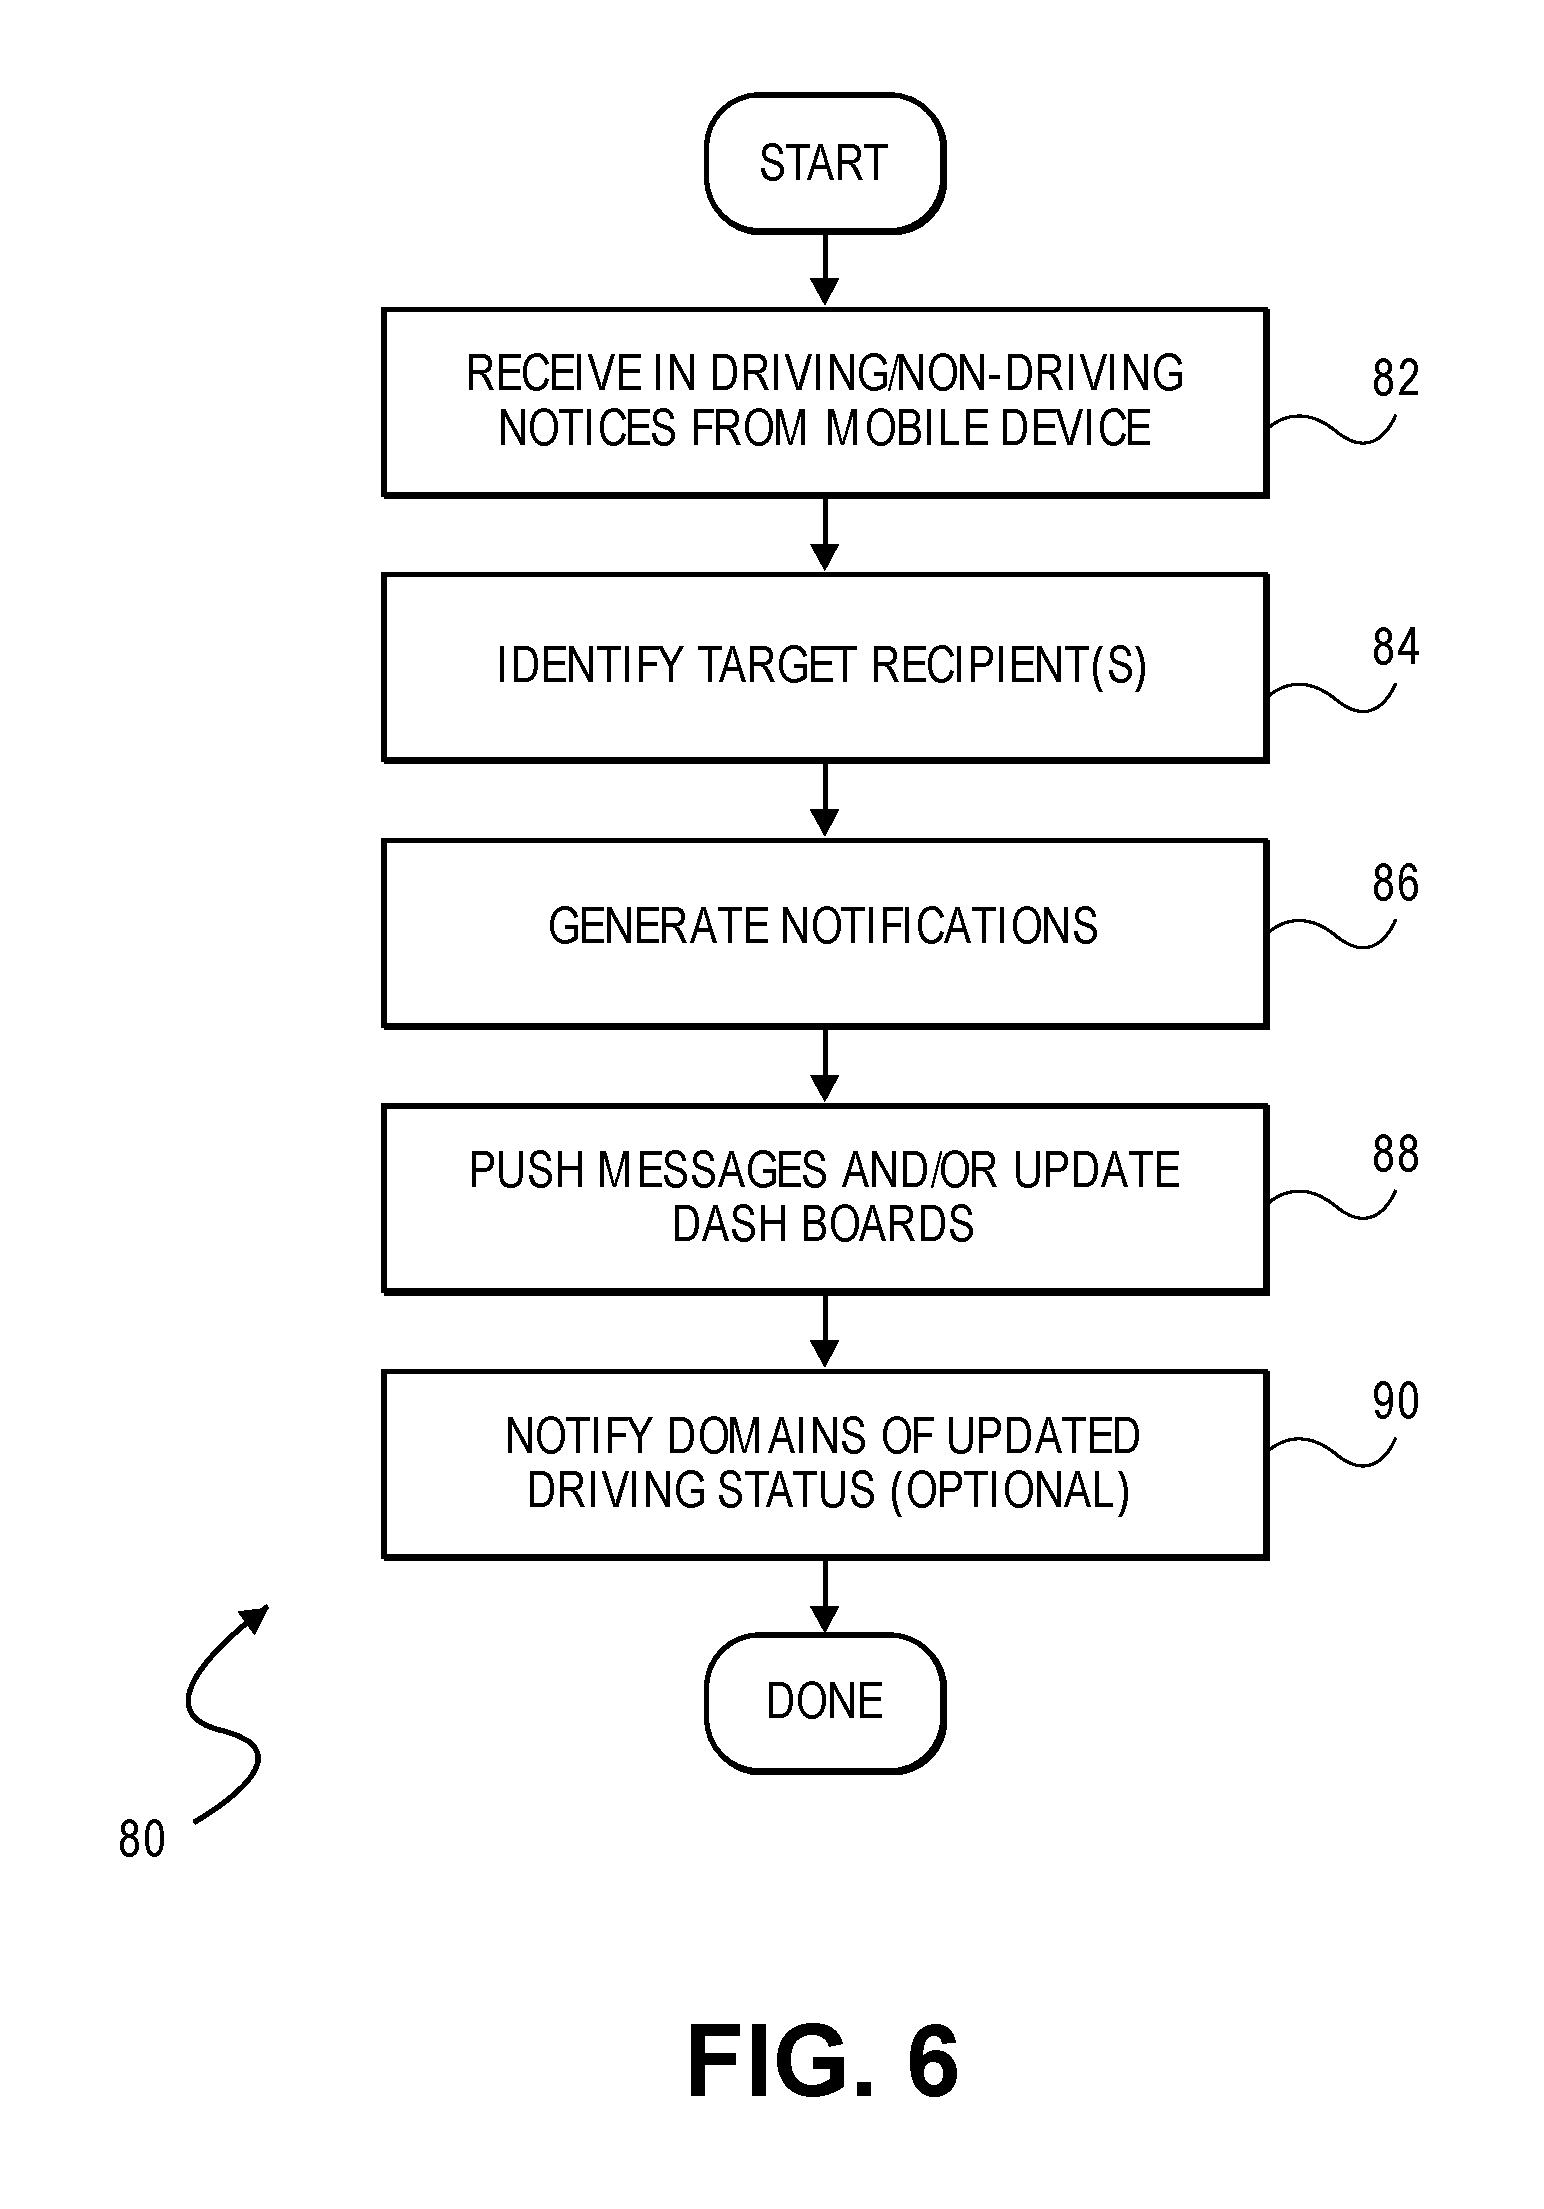 START
RECEIVE IN DRIVING/NON-DRIVING
NOTICES FROM MOBILE DEVICE
82
IDENTIFY TARGET RECIPIENT(S)
84
GENERATE NOTIFICATIONS
86
PUSH MESSAGES AND/OR UPDATE
DASH BOARDS
88
NOTIFY DOMAINS OF UPDATED
DRIVING STATUS (OPTIONAL)
90
DONE
80
FIG. 6